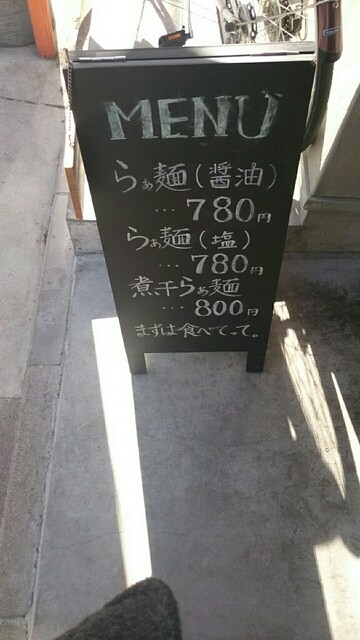 MENU
らぁ麺(醤油)
… 780円
らぁ麺(塩)
… 780円
煮干らぁ麺
… 800円
まずは食べてって。